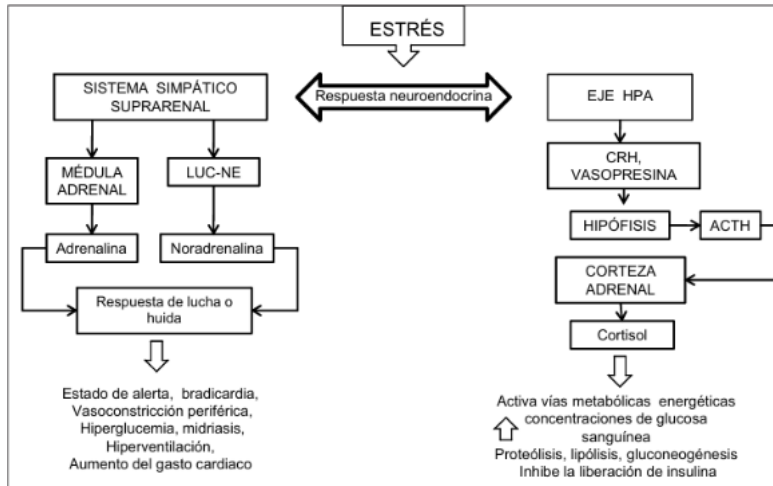 ESTRÉS
Respuesta neuroendocrina
SISTEMA SIMPÁTICO
SUPRARENAL
MÉDULA
ADRENAL
LUC-NE
Adrenalina
Noradrenalina
Respuesta de lucha o
huida
Estado de alerta, bradicardia,
Vasoconstricción periférica,
Hiperglucemia, midriasis,
Hiperventilación,
Aumento del gasto cardiaco
EJE HPA
CRH,
VASOPRESINA
HIPÓFISIS
ACTH
CORTEZA
ADRENAL
Cortisol
Activa vías metabólicas energéticas
concentraciones de glucosa
sanguínea
Proteólisis, lipólisis, gluconeogénesis
Inhibe la liberación de insulina